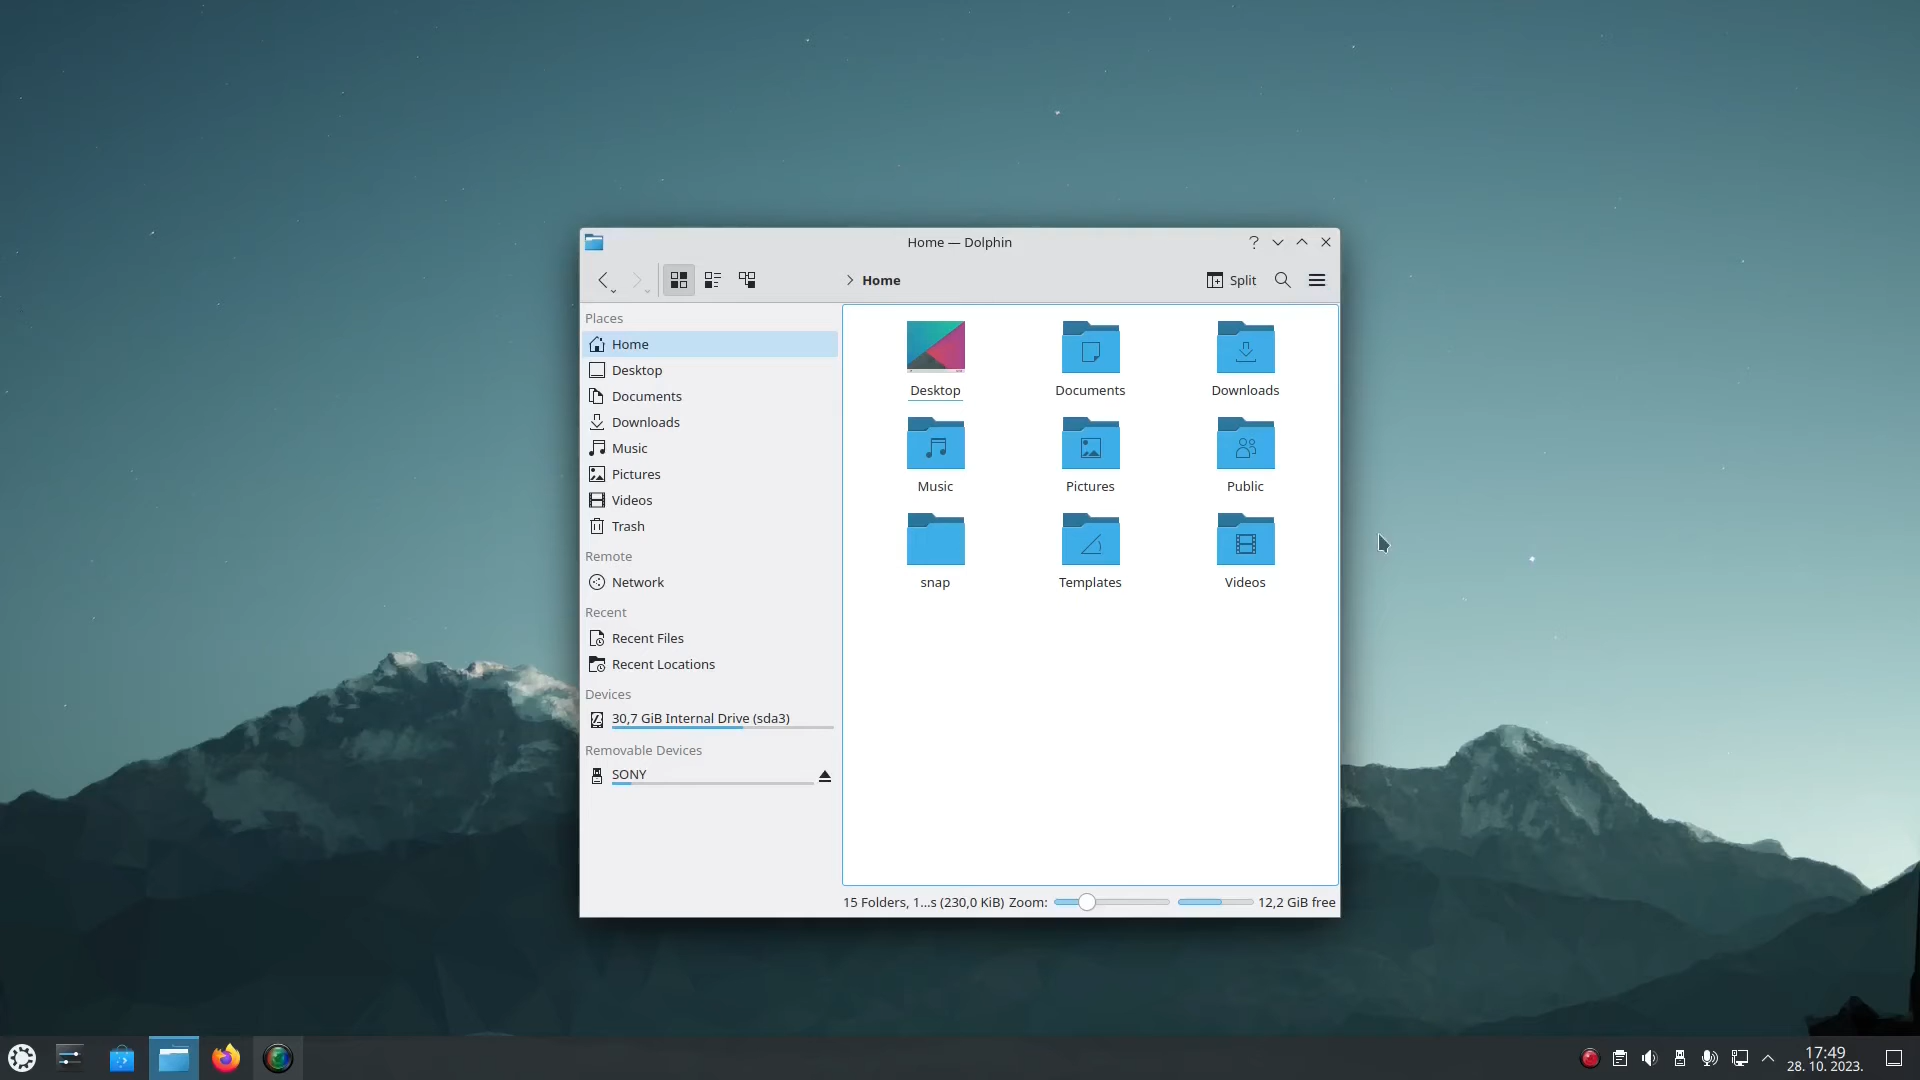 Home — Dolphin
Home
Split
Places
Home
Desktop
Documents
Downloads
Music
Pictures
Videos
Trash
Remote
Network
Recent
Recent Files
Recent Locations
Devices
30,7 GiB Internal Drive (sda3)
Removable Devices
SONY
Desktop Documents Downloads
Music Pictures Public
snap Templates Videos
15 Folders, 1...s (230,0 KiB) Zoom: 12,2 GiB free
17:49
28. 10. 2023.